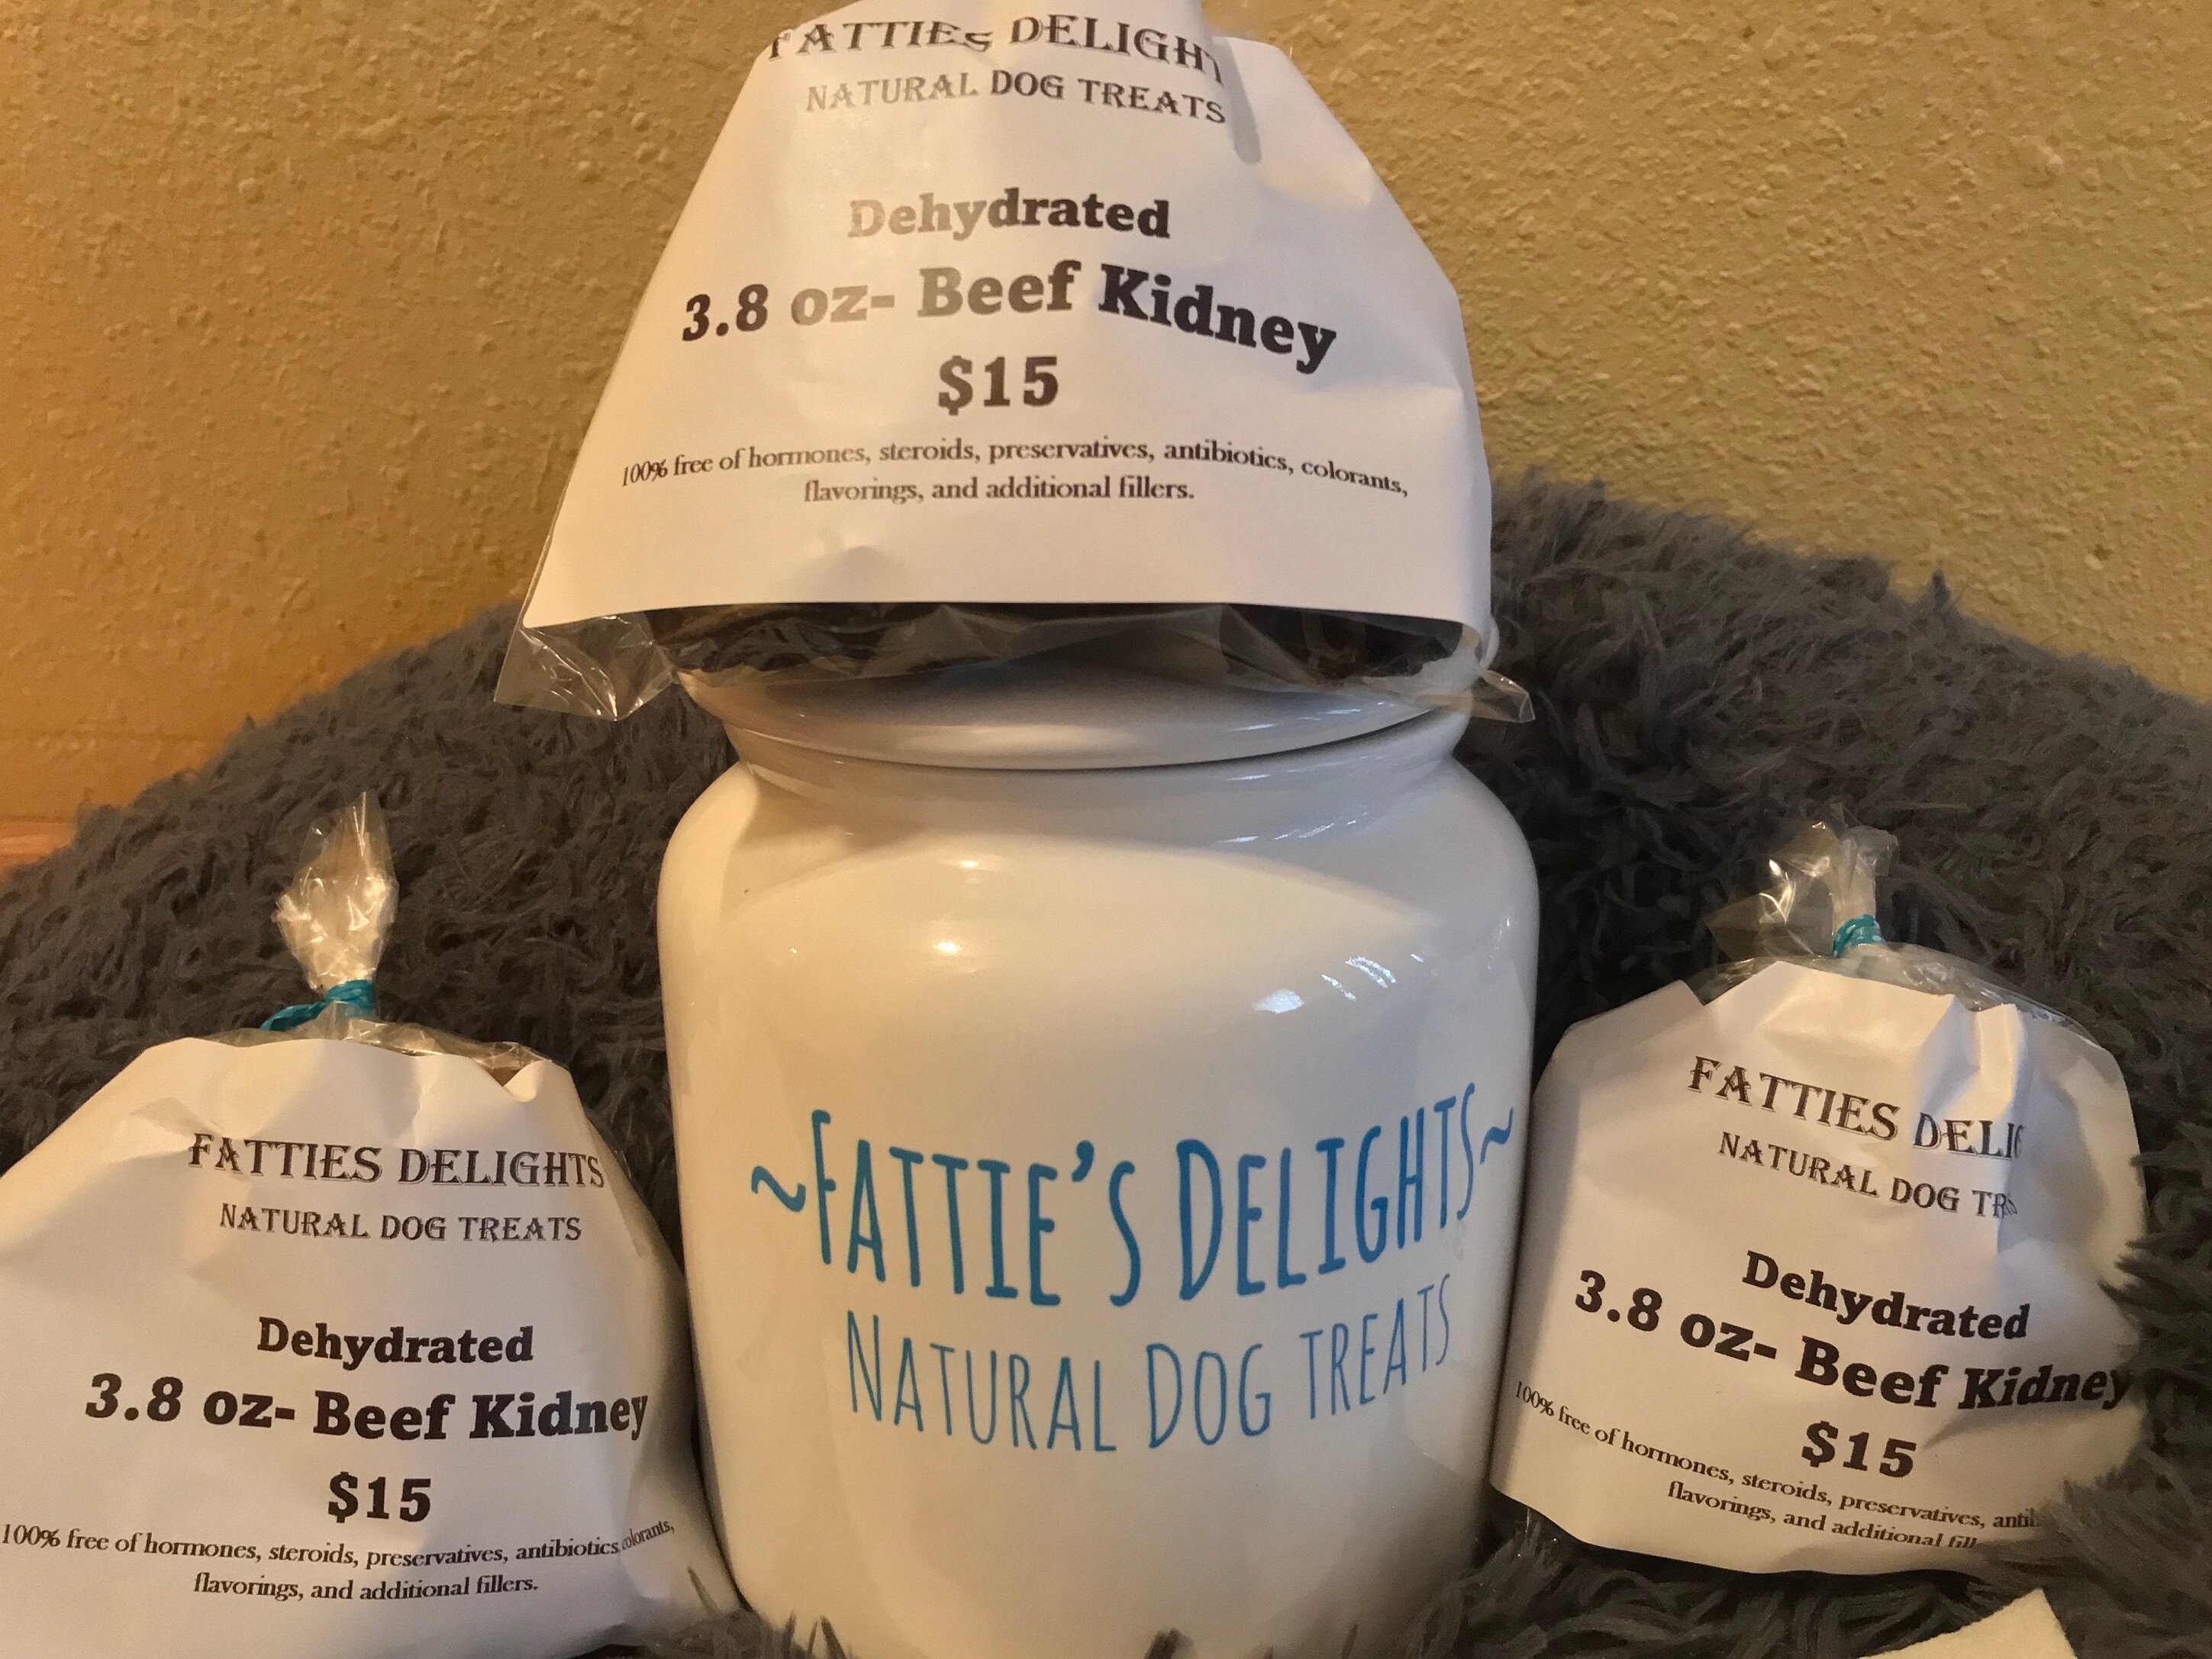 FATTIES DELIGHT
NATURAL DOG TREATS
Dehydrated
3.8 oz- Beef Kidney
$15
100% free of hormones, steroids, preservatives, antibiotics, colorants,
flavorings, and additional fillers.
~FATTIE'S DELIGHTS~
NATURAL DOG TREATS
FATTIES DELIGHTS
NATURAL DOG TREATS
Dehydrated
3.8 oz- Beef Kidney
$15
100% free of hormones, steroids, preservatives, antibiotics, colorants,
flavorings, and additional fillers.
FATTIES
NATURAL DOG
Dehydrated
3.8 oz- Beef Kidney
$15
100% free of hormones, steroids, preservatives,
flavorings, and additional